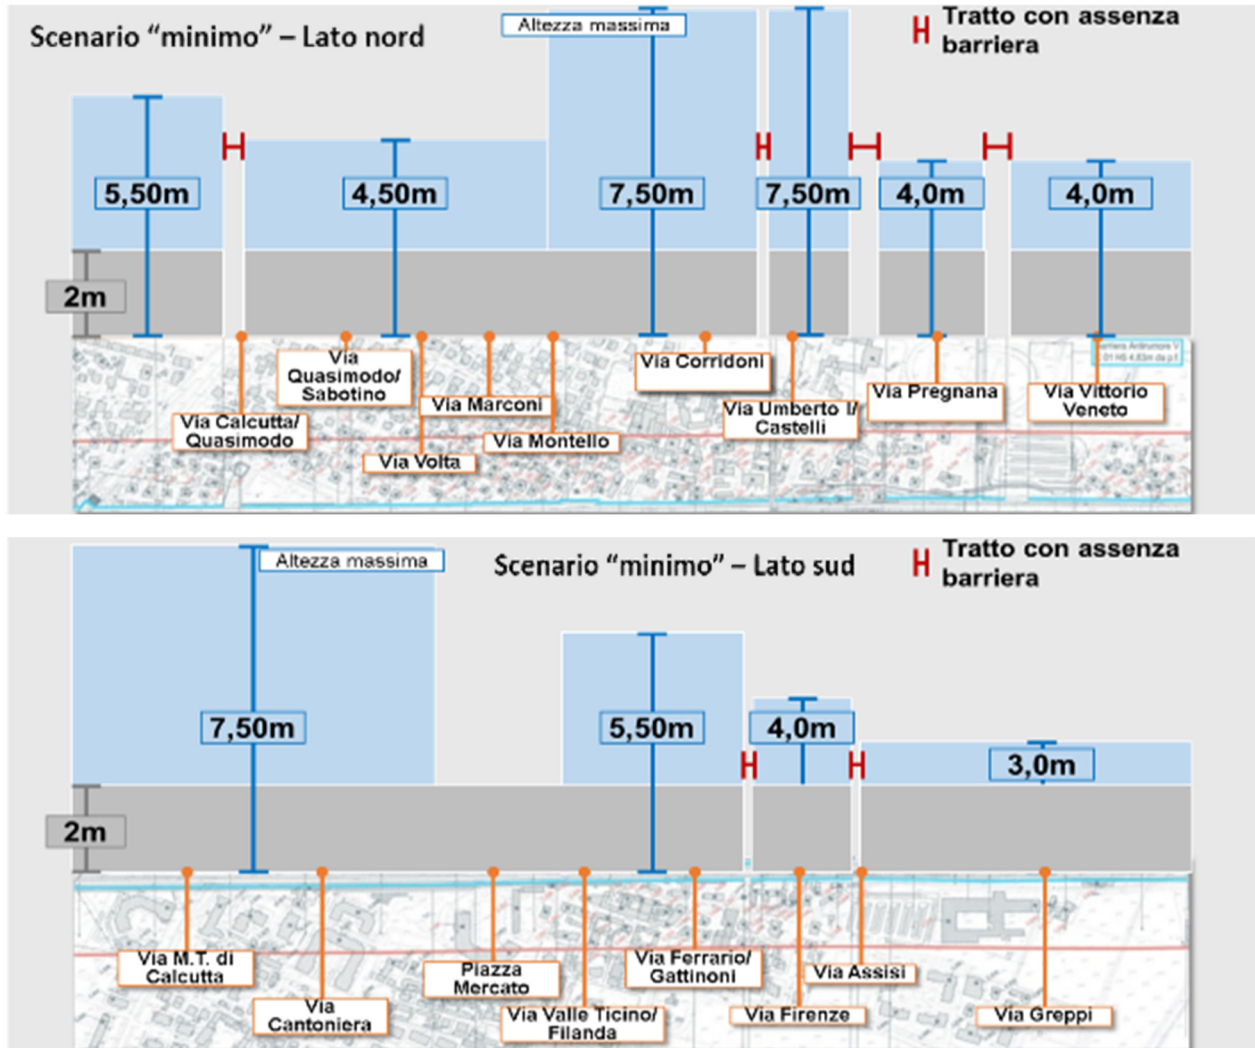 Scenario “minimo” – Lato nord
Altezza massima
Tratto con assenza
barriera
5,50m
4,50m
7,50m
7,50m
4,0m
4,0m
2m
Via
Quasimodo/
Sabotino
Via Calcutta/
Quasimodo
Via Volta
Via Marconi
Via Montello
Via Corridoni
Via Umberto I/
Castelli
Via Pregnana
Via Vittorio
Veneto
Scenario “minimo” – Lato sud
Altezza massima
Tratto con assenza
barriera
7,50m
5,50m
4,0m
3,0m
2m
Via M.T. di
Calcutta
Via
Cantoniera
Piazza
Mercato
Via Valle Ticino/
Filanda
Via Ferrario/
Gattinoni
Via Firenze
Via Assisi
Via Greppi